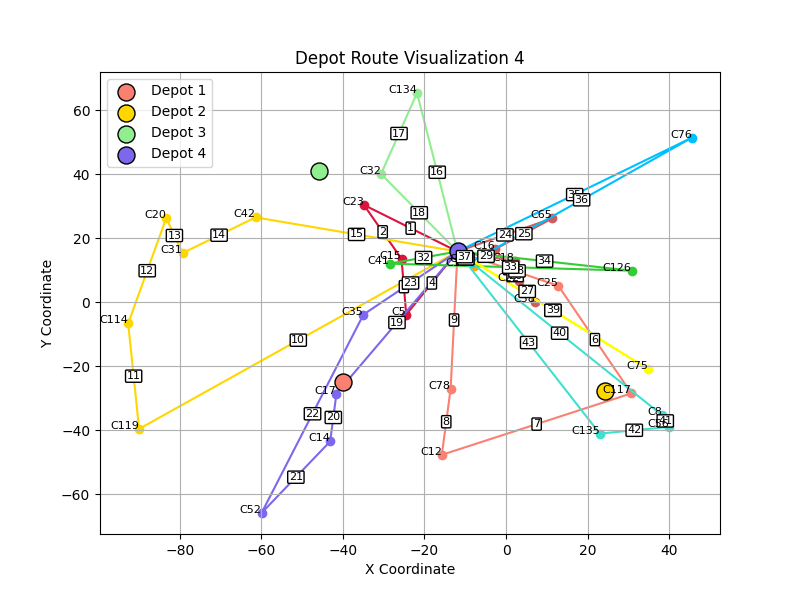 Depot Route Visualization 4
Depot 1
Depot 2
Depot 3
Depot 4
Y Coordinate
60
40
20
0
−20
−40
−60
−80
−60
−40
−20
0
20
40
X Coordinate
C134
17
C76
C32
16
35
36
C23
18
C65
C20
C42
1
2
13
14
15
24
25
C31
C16
C15
32
37
29
C18
34
C41
33
C126
12
23
4
C25
27
C35
C5
19
39
C114
9
40
10
43
6
C75
11
C78
C17
C117
22
20
8
C8
C119
7
42
41
C135
C14
C12
21
C52